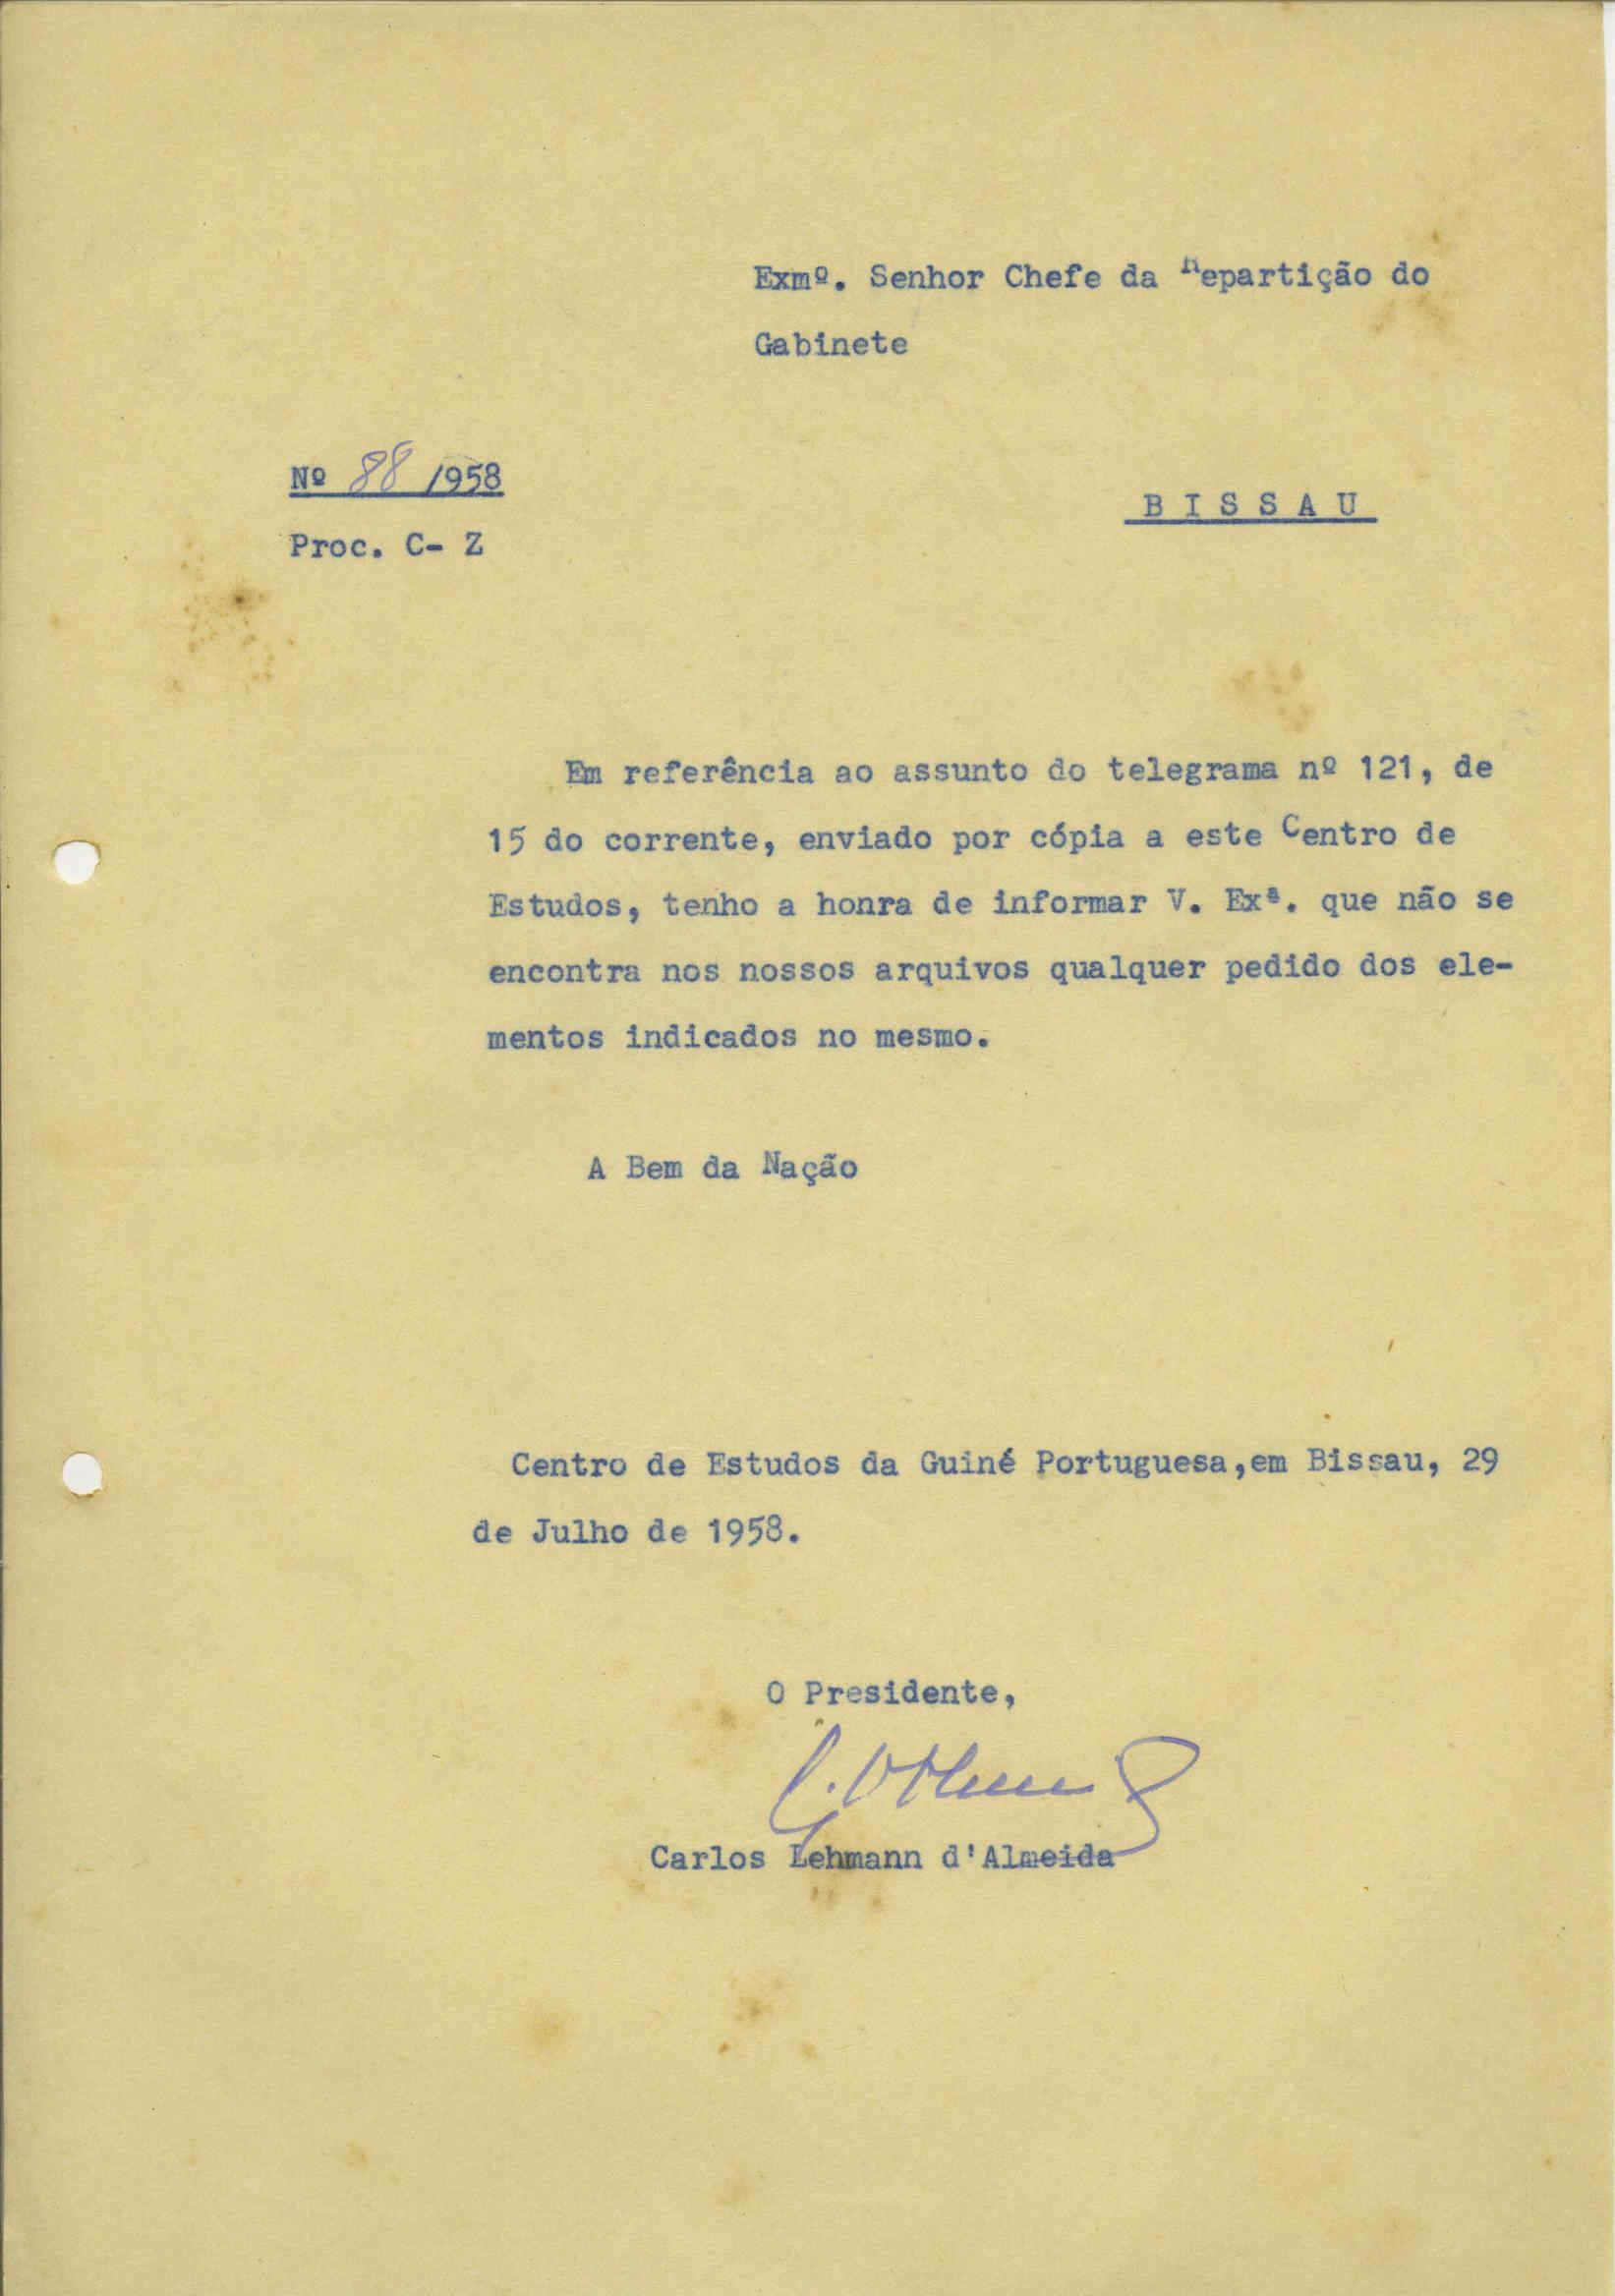 Exmº. Senhor Chefe da Repartição do
Gabinete
Nº 88 /1958
BISSAU
Proc. C- Z
Em referência ao assunto do telegrama nº 121, de
15 do corrente, enviado por cópia a este Centro de
Estudos, tenho a honra de informar V. Exª. que não se
encontra nos nossos arquivos qualquer pedido dos ele-
mentos indicados no mesmo.
A Bem da Nação
Centro de Estudos da Guiné Portuguesa,em Bissau, 29
de Julho de 1958.
O Presidente,
Carlos Lehmann d'Almeida